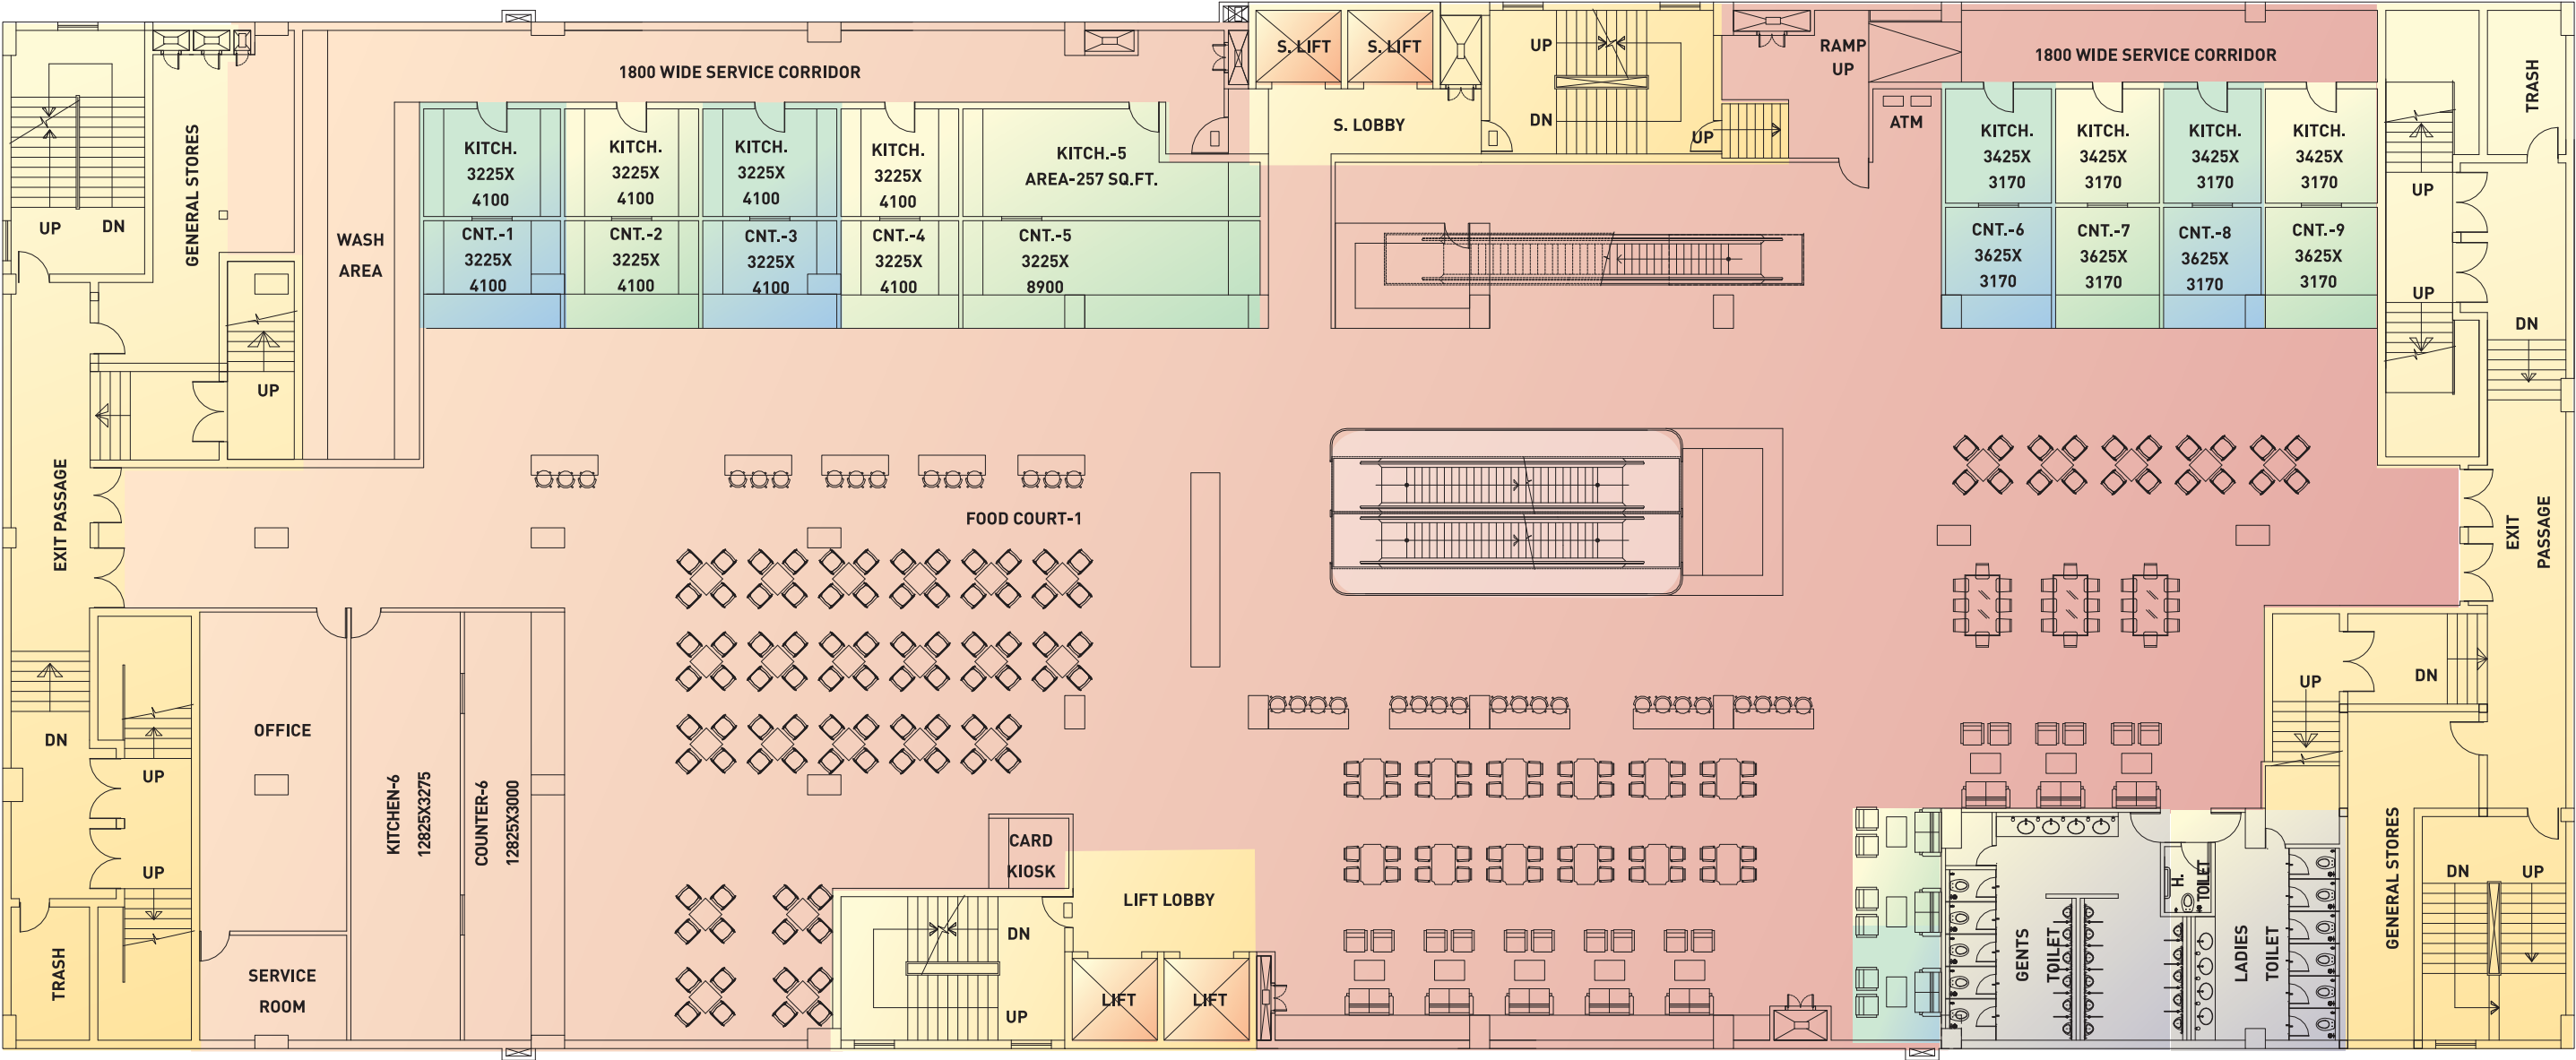 S. LIFT
S. LIFT
UP
DN
UP
S. LOBBY
RAMP
UP
1800 WIDE SERVICE CORRIDOR
1800 WIDE SERVICE CORRIDOR
TRASH
GENERAL STORES
UP
DN
WASH
AREA
KITCH.
3225X
4100
KITCH.
3225X
4100
KITCH.
3225X
4100
KITCH.
3225X
4100
KITCH.-5
AREA-257 SQ.FT.
CNT.-1
3225X
4100
CNT.-2
3225X
4100
CNT.-3
3225X
4100
CNT.-4
3225X
4100
CNT.-5
3225X
8900
ATM
KITCH.
3425X
3170
KITCH.
3425X
3170
KITCH.
3425X
3170
KITCH.
3425X
3170
CNT.-6
3625X
3170
CNT.-7
3625X
3170
CNT.-8
3625X
3170
CNT.-9
3625X
3170
UP
UP
DN
UP
EXIT PASSAGE
FOOD COURT-1
EXIT
PASSAGE
DN
UP
UP
OFFICE
KITCHEN-6
12825X3275
COUNTER-6
12825X3000
SERVICE
ROOM
TRASH
CARD
KIOSK
LIFT LOBBY
DN
UP
LIFT
LIFT
UP
DN
GENTS
TOILET
H.
TOILET
LADIES
TOILET
GENERAL STORES
DN
UP